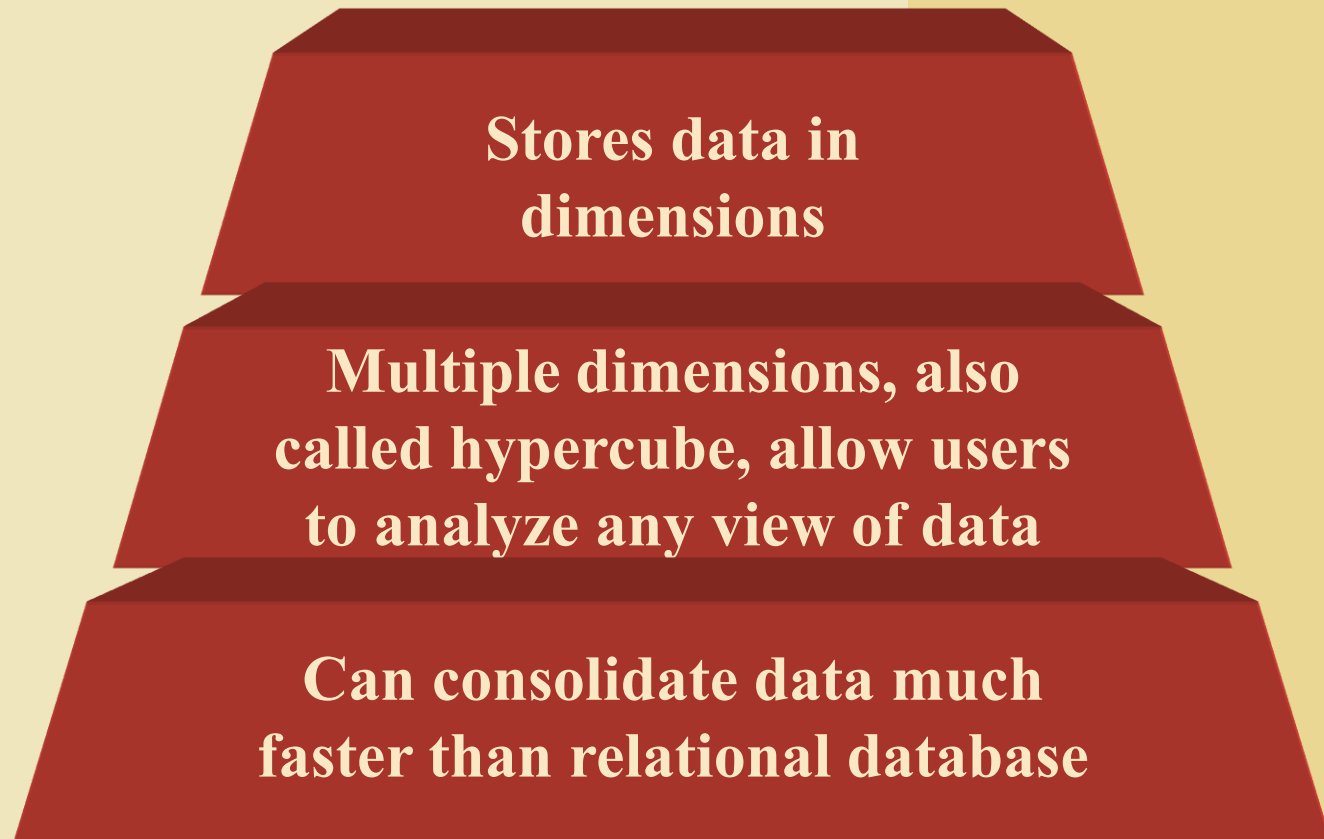 Stores data in
dimensions
Multiple dimensions, also
called hypercube, allow users
to analyze any view of data
Can consolidate data much
faster than relational database